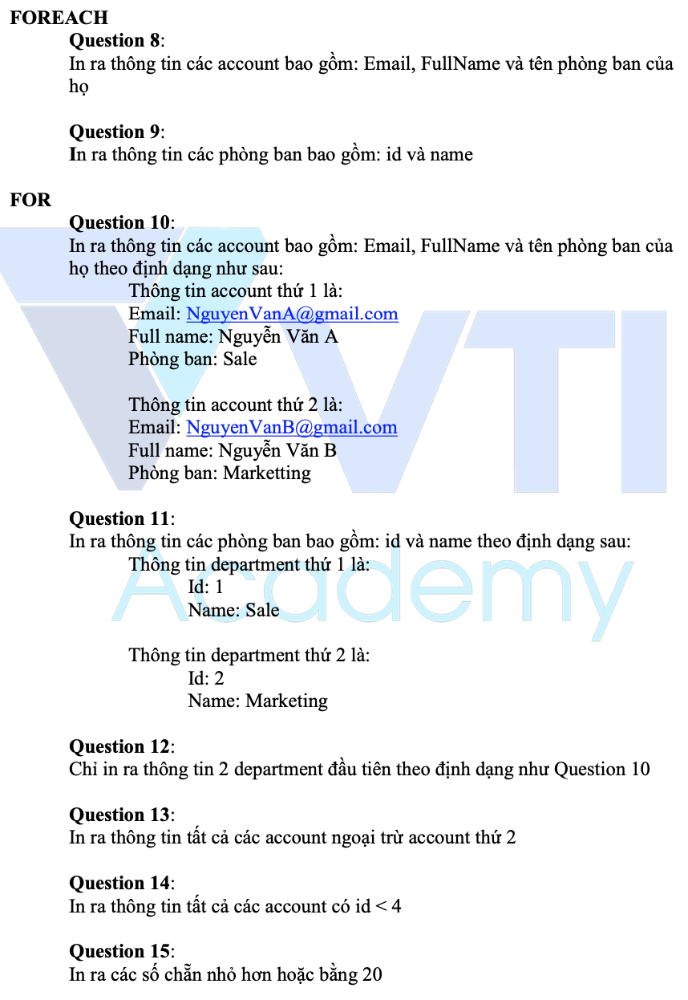 FOREACH
Question 8:
In ra thông tin các account bao gồm: Email, FullName và tên phòng ban của
họ
Question 9:
In ra thông tin các phòng ban bao gồm: id và name
FOR
Question 10:
In ra thông tin các account bao gồm: Email, FullName và tên phòng ban của
họ theo định dạng như sau:
Thông tin account thứ 1 là:
Email: NguyenVanA@gmail.com
Full name: Nguyễn Văn A
Phòng ban: Sale
Thông tin account thứ 2 là:
Email: NguyenVanB@gmail.com
Full name: Nguyễn Văn B
Phòng ban: Marketting
Question 11:
In ra thông tin các phòng ban bao gồm: id và name theo định dạng sau:
Thông tin department thứ 1 là:
Id: 1
Name: Sale
Thông tin department thứ 2 là:
Id: 2
Name: Marketing
Question 12:
Chỉ in ra thông tin 2 department đầu tiên theo định dạng như Question 10
Question 13:
In ra thông tin tất cả các account ngoại trừ account thứ 2
Question 14:
In ra thông tin tất cả các account có id < 4
Question 15:
In ra các số chẵn nhỏ hơn hoặc bằng 20
VTI
Academy